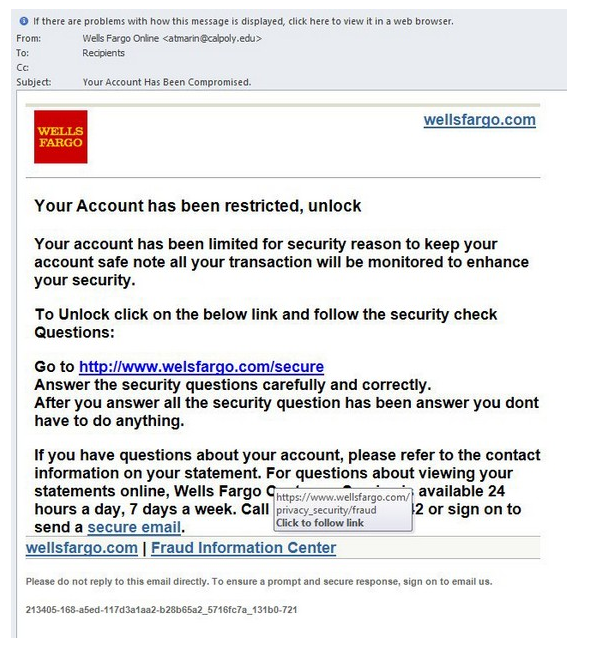 If there are problems with how this message is displayed, click here to view it in a web browser.
From: Wells Fargo Online <atmarin@calpoly.edu>
To: Recipients
Cc:
Subject: Your Account Has Been Compromised.
WELLS
FARGO
wellsfargo.com
Your Account has been restricted, unlock
Your account has been limited for security reason to keep your
account safe note all your transaction will be monitored to enhance
your security.
To Unlock click on the below link and follow the security check
Questions:
Go to http://www.welsfargo.com/secure
Answer the security questions carefully and correctly.
After you answer all the security question has been answer you dont
have to do anything.
If you have questions about your account, please refer to the contact
information on your statement. For questions about viewing your
statements online, Wells Fargo available 24
hours a day, 7 days a week. Call 2 or sign on to
send a secure email.
https://www.wellsfargo.com/
privacy_security/fraud
Click to follow link
wellsfargo.com | Fraud Information Center
Please do not reply to this email directly. To ensure a prompt and secure response, sign on to email us.
213405-168-a5ed-117d3a1aa2-b28b65a2_5716fc7a_131b0-721